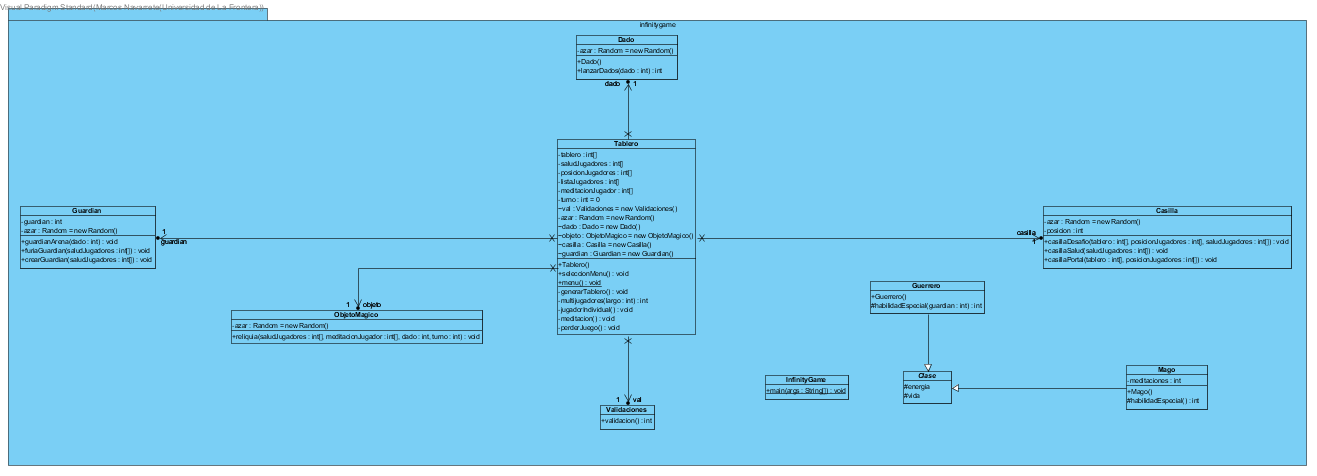 Visual Paradigm Standard(Marcos Navarrete(Universidad de La Frontera))
infinitygame
Dado
-azar : Random = new Random()
+Dado()
+lanzarDados(dado : int) : int
dado 1
Tablero
-tablero : int[]
-saludJugadores : int[]
-posicionJugadores : int[]
-listaJugadores : int[]
-meditacionJugador : int[]
-turno : int = 0
-val : Validaciones = new Validaciones()
-azar : Random = new Random()
-dado : Dado = new Dado()
-objeto : ObjetoMagico = new ObjetoMagico()
-casilla : Casilla = new Casilla()
-guardian : Guardian = new Guardian()
+Tablero()
+seleccionMenu() : void
+menu() : void
-generarTablero() : void
-multijugadores(largo : int) : int
-jugadorIndividual() : void
-meditacion() : void
-perderJuego() : void
Guardian
-guardian : int
-azar : Random = new Random()
+guardianArena(dado : int) : void
+furiaGuardian(saludJugadores : int[]) : void
+crearGuardian(saludJugadores : int[]) : void
1
guardian
Casilla
-azar : Random = new Random()
-posicion : int
+casillaDesafio(tablero : int[], posicionJugadores : int[], saludJugadores : int[]) : void
+casillaSalud(saludJugadores : int[]) : void
+casillaPortal(tablero : int[], posicionJugadores : int[]) : void
casilla
1
1 objeto
ObjetoMagico
-azar : Random = new Random()
+reliquia(saludJugadores : int[], meditacionJugador : int[], dado : int, turno : int) : void
Guerrero
+Guerrero()
#habilidadEspecial(guardian : int) : int
Clase
#energia
#vida
Mago
-meditaciones : int
+Mago()
#habilidadEspecial() : int
InfinityGame
+main(args : String[]) : void
1 val
Validaciones
+validacion() : int